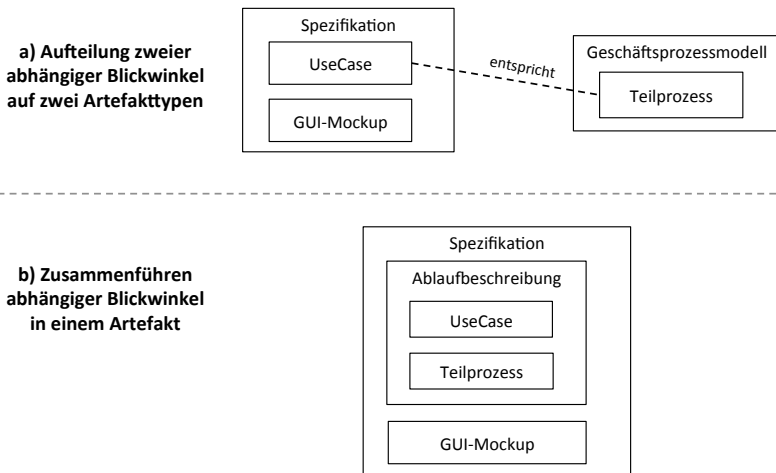 a) Aufteilung zweier
abhängiger Blickwinkel
auf zwei Artefakttypen
Spezifikation
UseCase
GUI-Mockup
entspricht
Geschäftsprozessmodell
Teilprozess
b) Zusammenführen
abhängiger Blickwinkel
in einem Artefakt
Spezifikation
Ablaufbeschreibung
UseCase
Teilprozess
GUI-Mockup